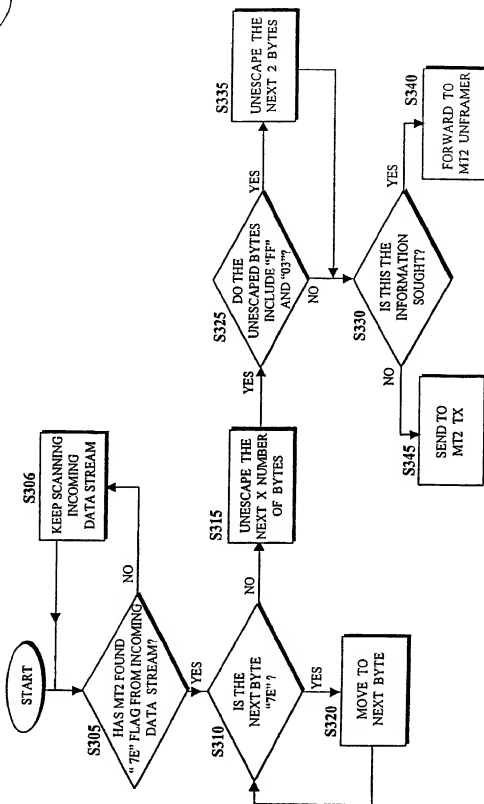 START
S306
KEEP SCANNING
INCOMING
DATA STREAM
S305
HAS MT2 FOUND
" 7E" FLAG FROM INCOMING
DATA STREAM?
NO
YES
S310
IS THE
NEXT BYTE
"7E" ?
NO
YES
S320
MOVE TO
NEXT BYTE
S315
UNESCAPE THE
NEXT X NUMBER
OF BYTES
YES
S325
DO THE
UNESCAPED BYTES
INCLUDE "FF"
AND "03"?
YES
NO
S335
UNESCAPE THE
NEXT 2 BYTES
S330
IS THIS THE
INFORMATION
SOUGHT?
YES
NO
S340
FORWARD TO
MT2 UNFRAMER
S345
SEND TO
MT2 TX